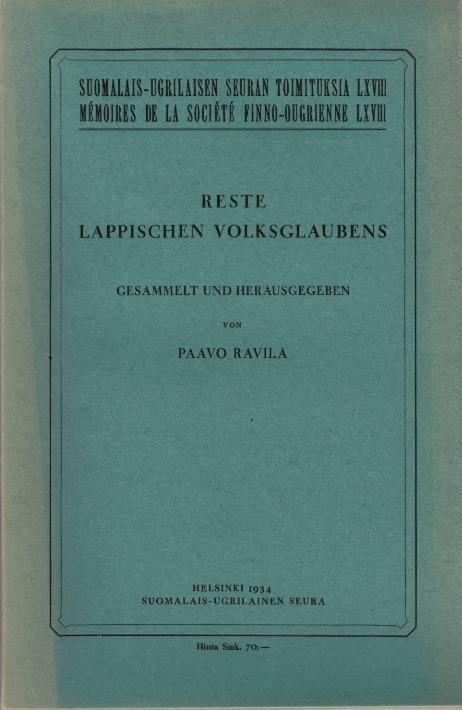 SUOMALAIS-UGRILAISEN SEURAN TOIMITUKSIA LXVIII
MÉMOIRES DE LA SOCIÉTÉ FINNO-OUGRIENNE LXVIII
RESTE
LAPPISCHEN VOLKSGLAUBENS
GESAMMELT UND HERAUSGEGEBEN
VON
PAAVO RAVILA
HELSINKI 1934
SUOMALAIS-UGRILAINEN SEURA
Hinta Smk. 70:—